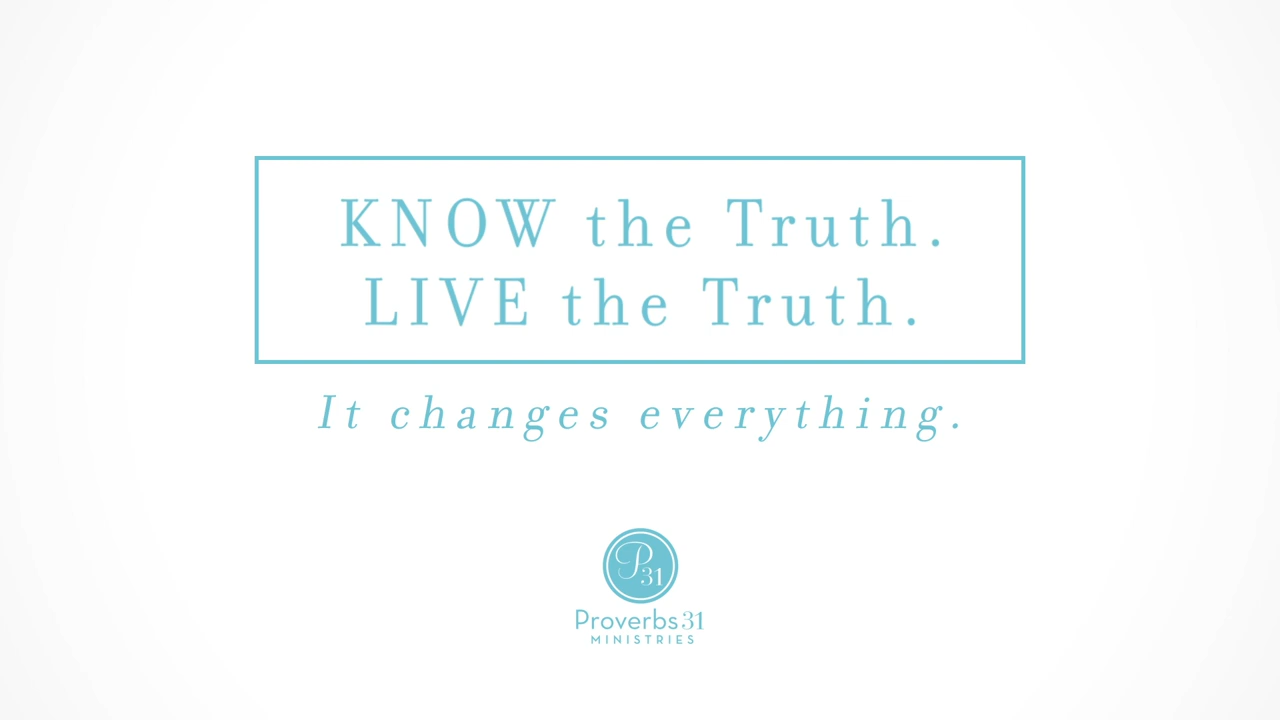 KNOW the Truth.
LIVE the Truth.
It changes everything.
P31
Proverbs 31
MINISTRIES